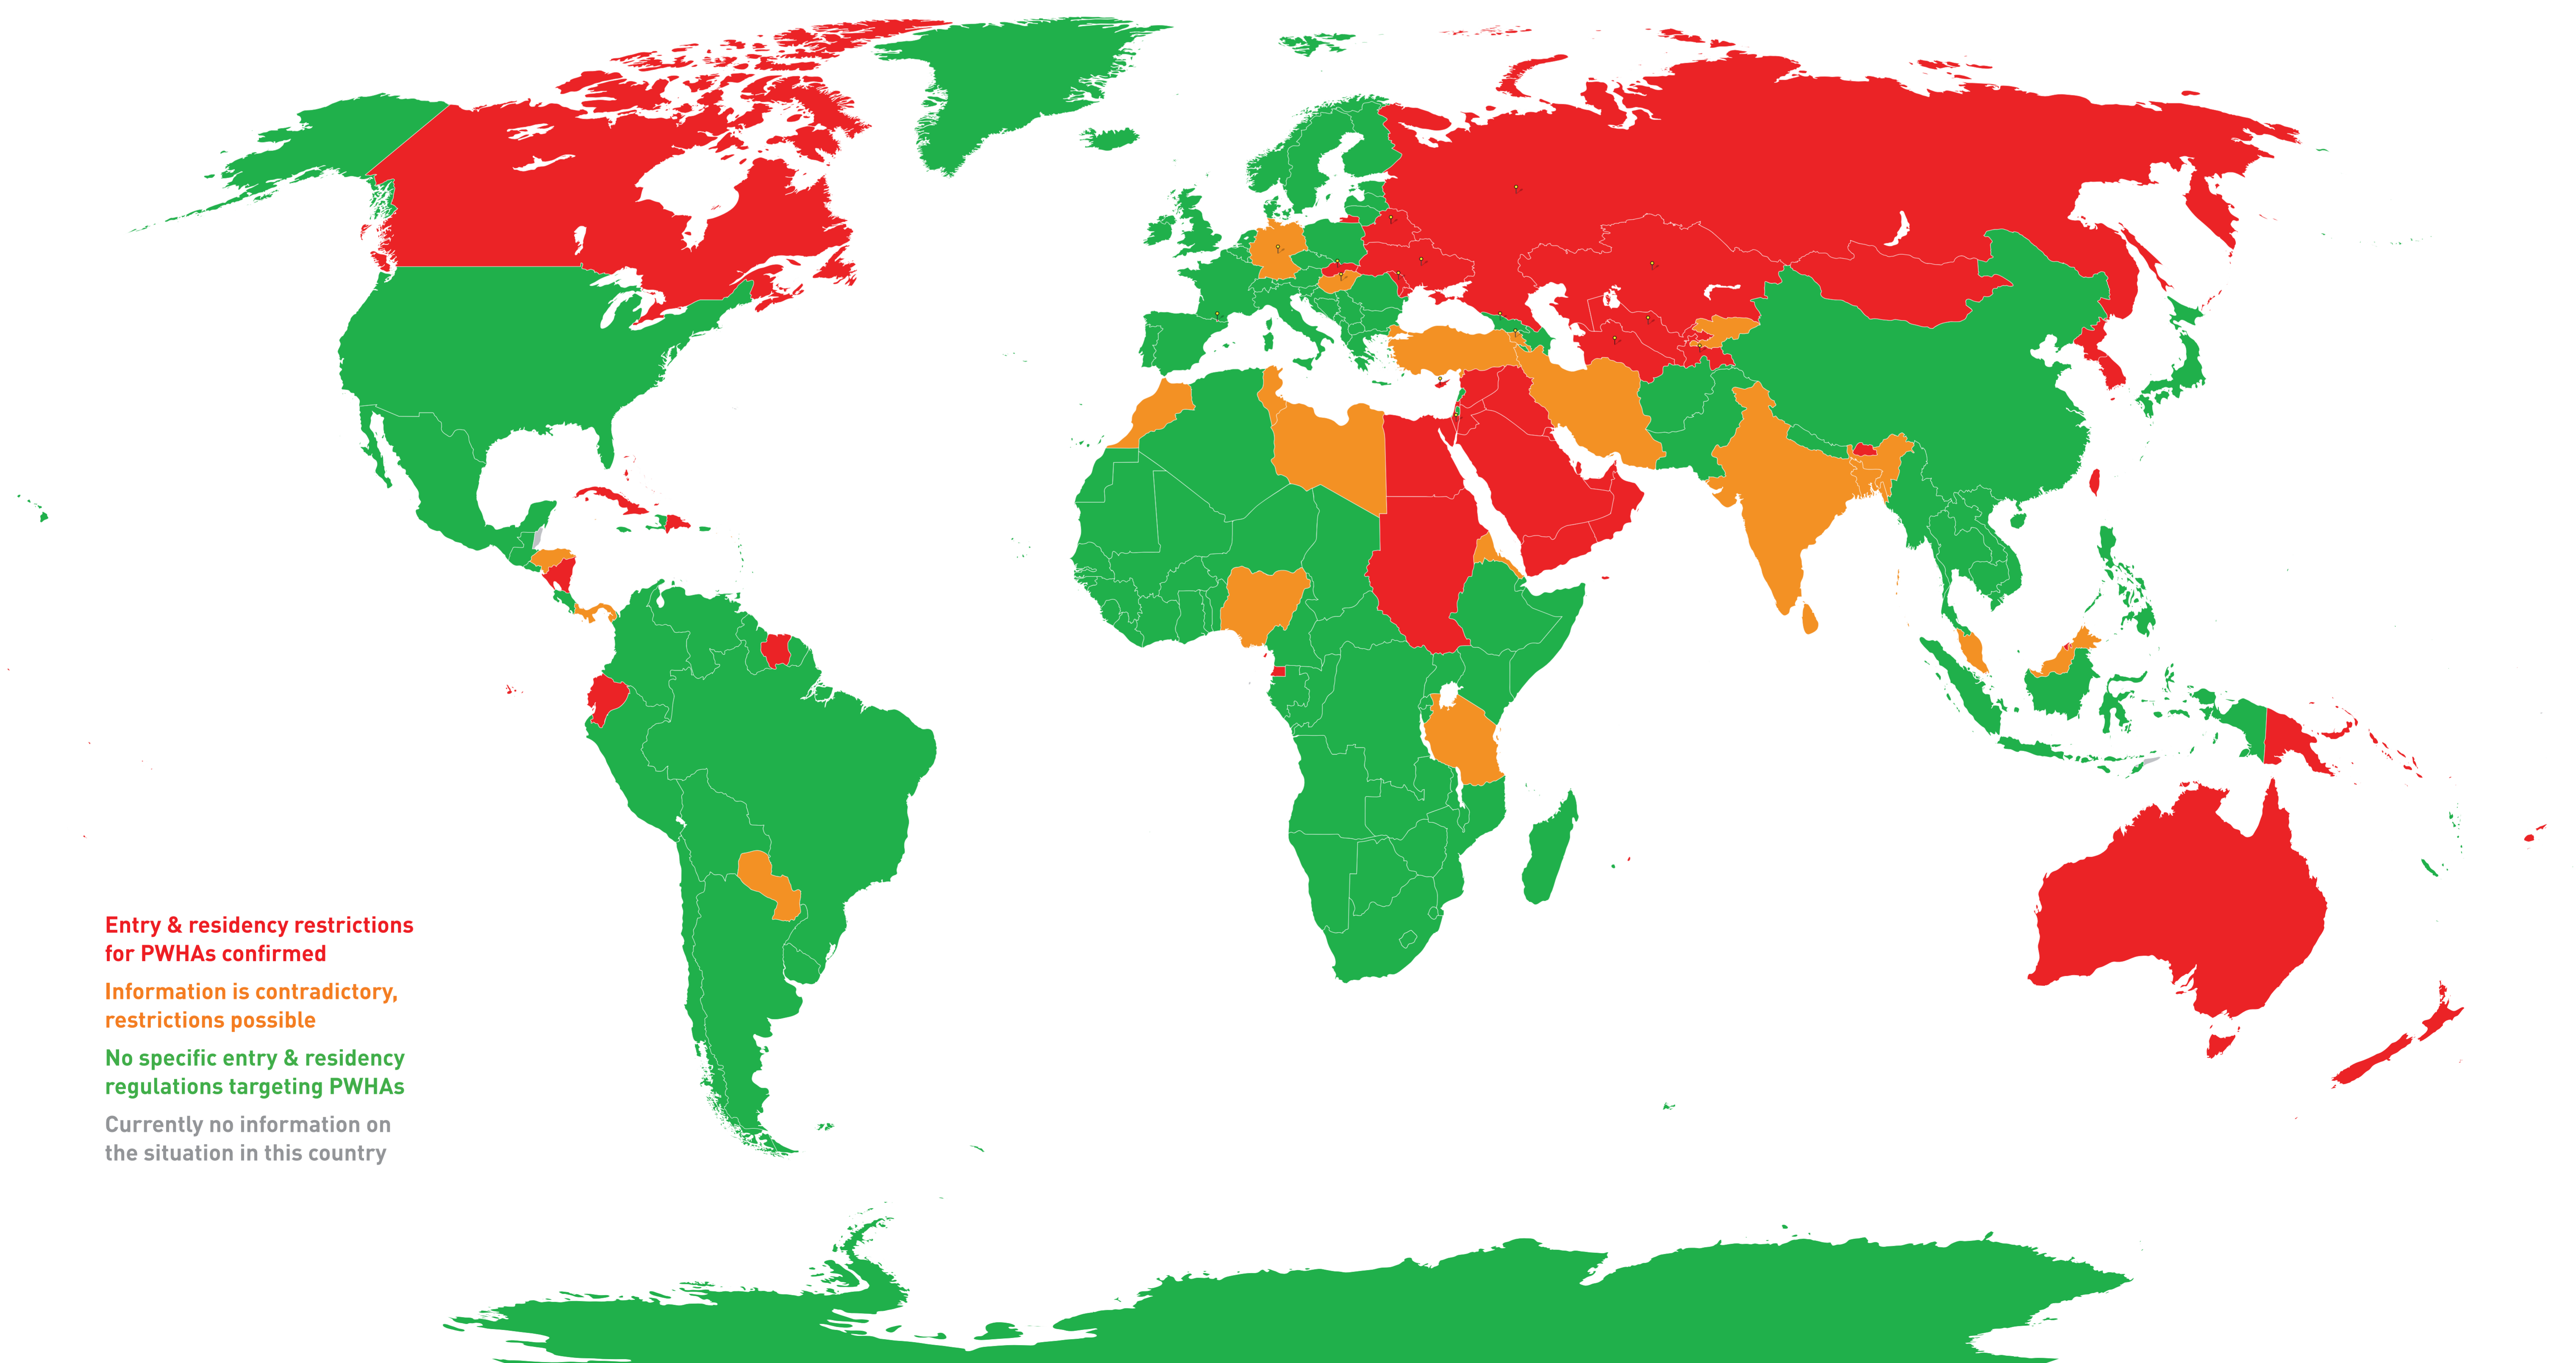 Entry & residency restrictions
for PWHAs confirmed
Information is contradictory,
restrictions possible
No specific entry & residency
regulations targeting PWHAs
Currently no information on
the situation in this country